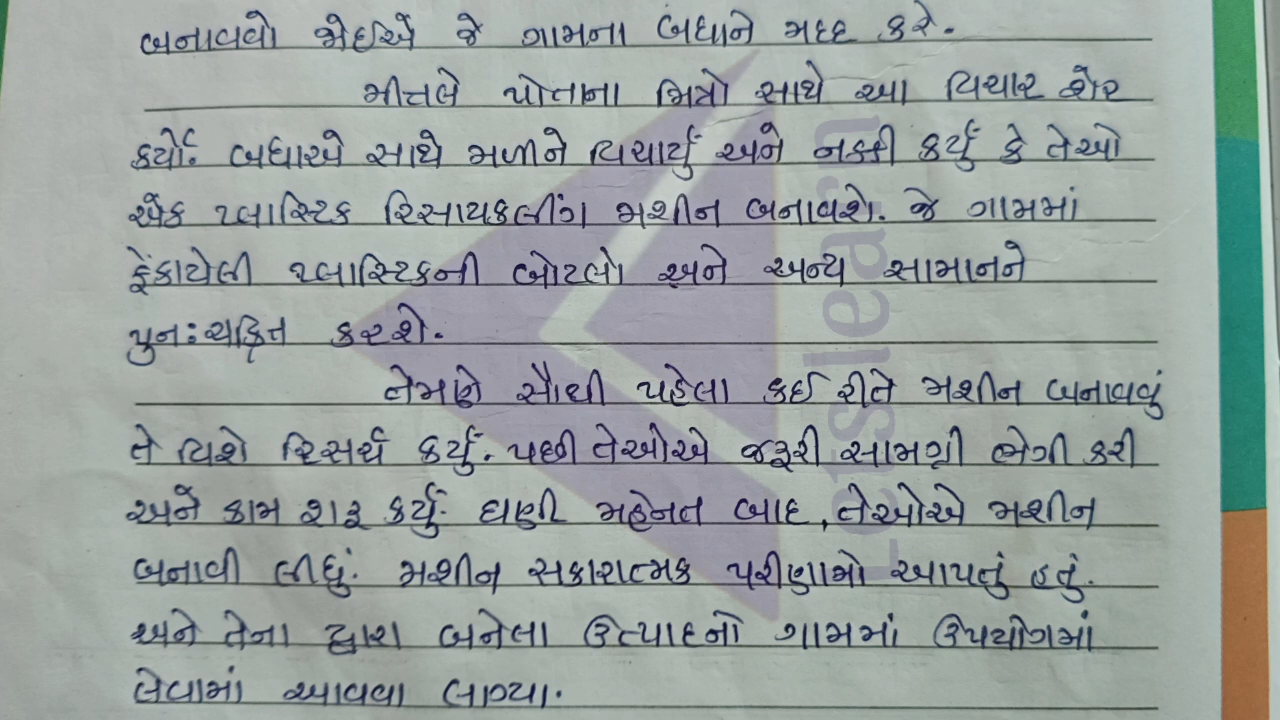 બનાવવો જોઈએ જે ગામના બધાને મદદ કરે.
મીતલે પોતાના મિત્રો સાથે આ વિચાર શેર
કર્યો. બધાએ સાથે મળીને વિચાર્યું અને નક્કી કર્યું કે તેઓ
એક પ્લાસ્ટિક રિસાયકલીંગ મશીન બનાવશે. જે ગામમાં
ફેંકાયેલી પ્લાસ્ટિકની બોટલો અને અન્ય સામાનને
પુન:ચક્રિત કરશે.
તેમણે સૌથી પહેલા કઈ રીતે મશીન બનાવવું
તે વિશે રિસર્ચ કર્યું. પછી તેઓએ જરૂરી સામગ્રી ભેગી કરી
અને કામ શરૂ કર્યું. ઘણી મહેનત બાદ, તેઓએ મશીન
બનાવી લીધું. મશીન સકારાત્મક પરીણામો આપતું હતું.
અને તેના દ્વારા બનેલા ઉત્પાદનો ગામમાં ઉપયોગમાં
લેવામાં આવવા લાગ્યા.
Letslearn